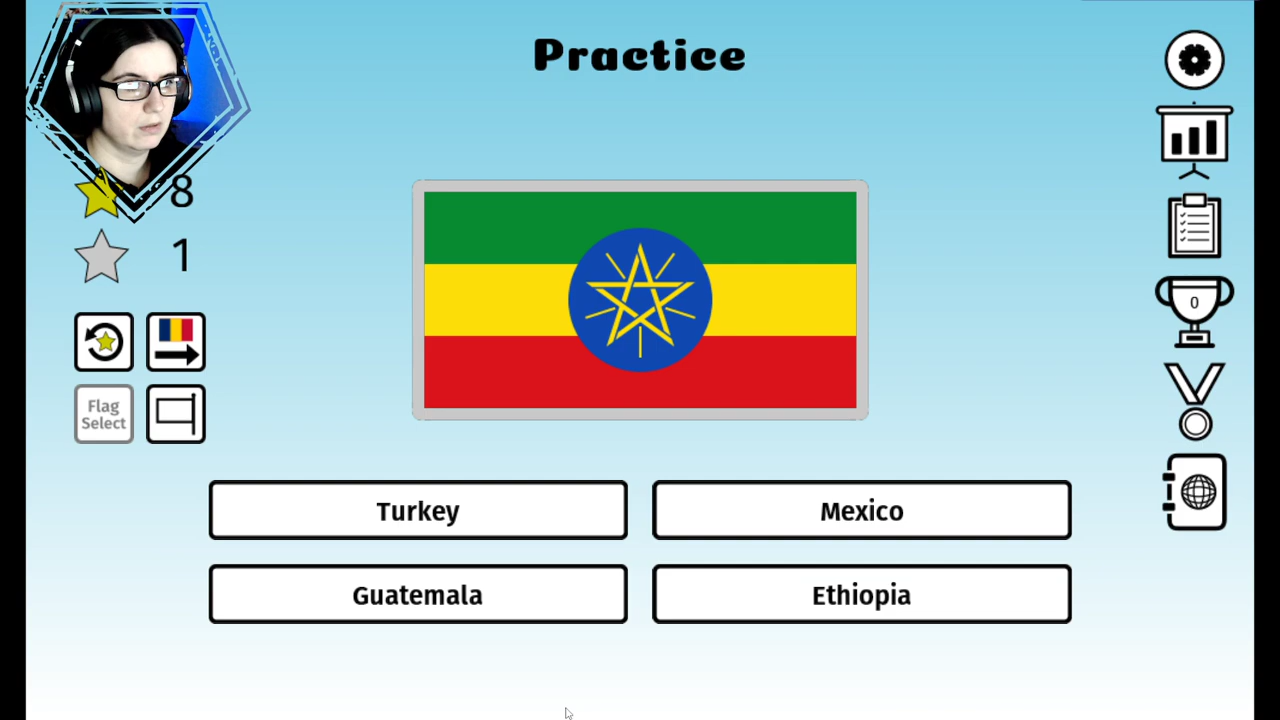 Practice
8
1
0
Flag
Select
Turkey
Mexico
Guatemala
Ethiopia